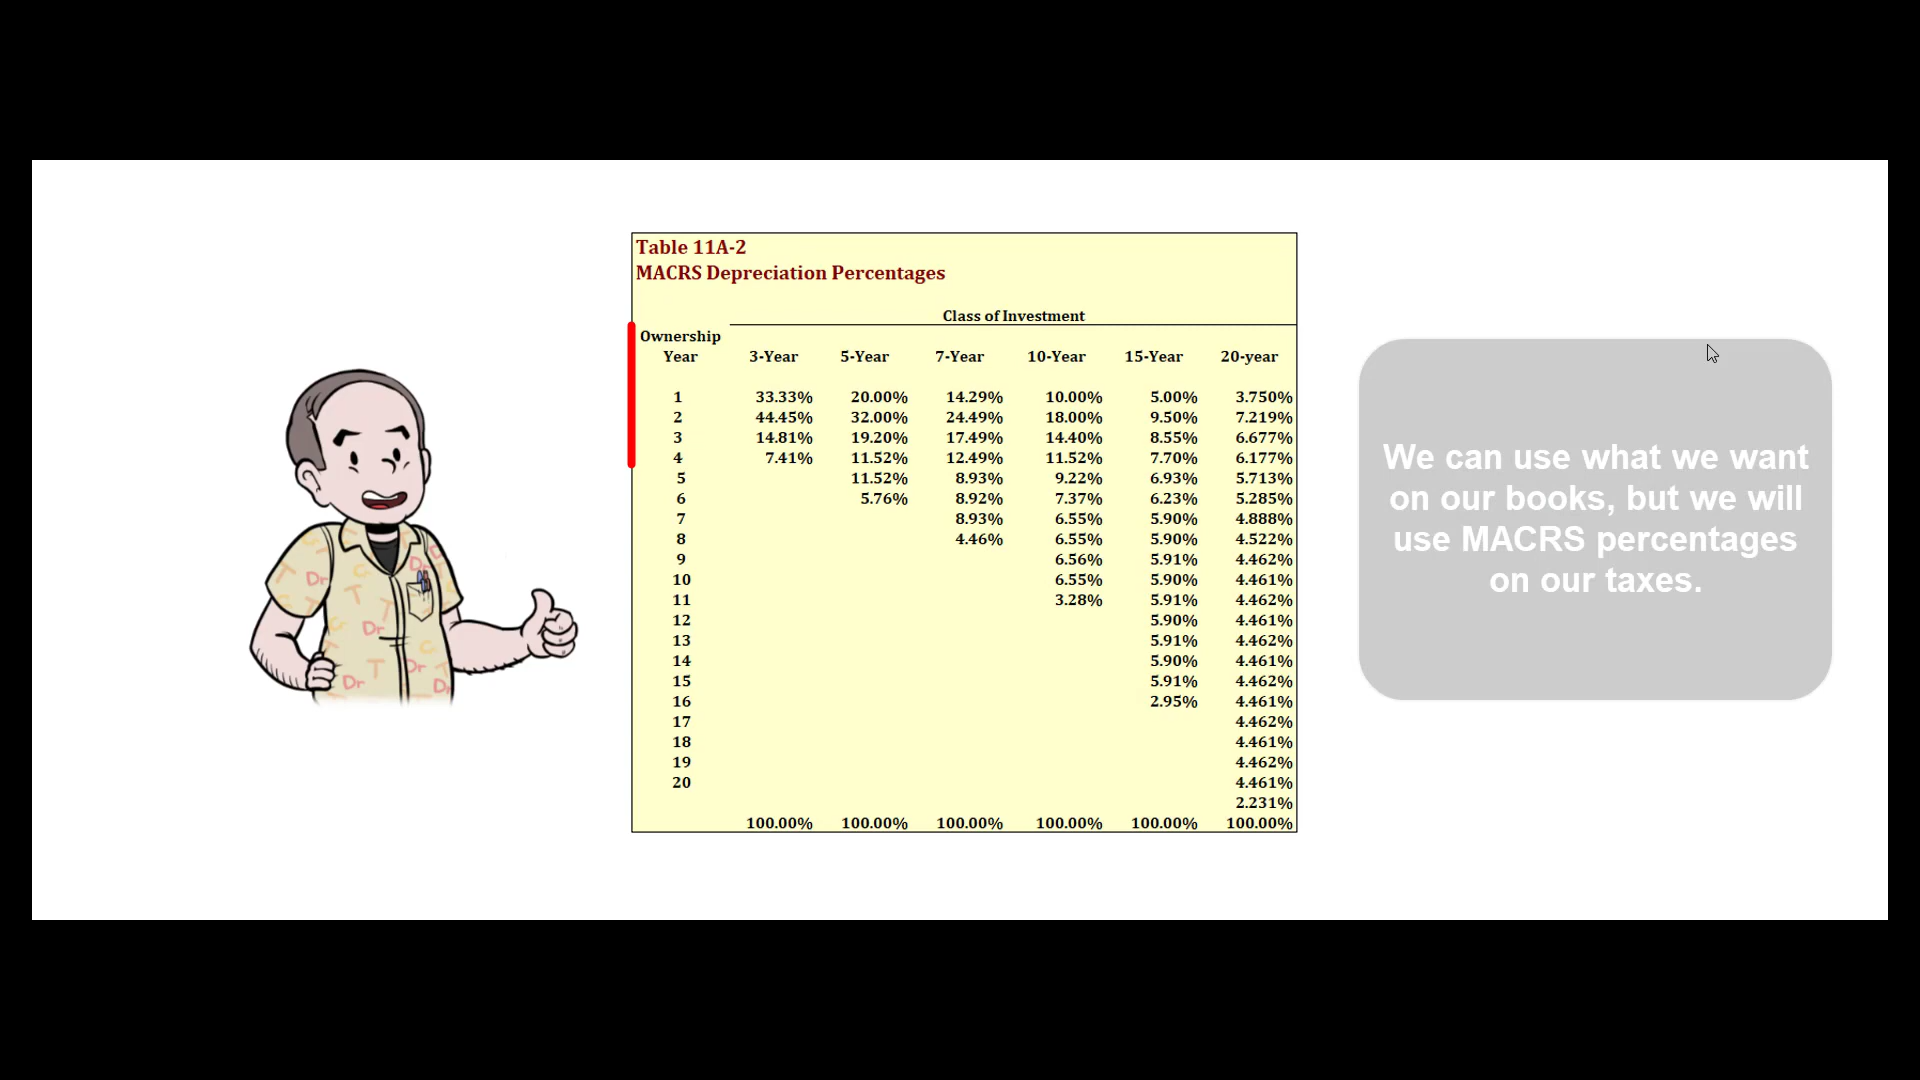 Table 11A-2
MACRS Depreciation Percentages
Class of Investment
Ownership
Year 3-Year 5-Year 7-Year 10-Year 15-Year 20-year
1 33.33% 20.00% 14.29% 10.00% 5.00% 3.750%
2 44.45% 32.00% 24.49% 18.00% 9.50% 7.219%
3 14.81% 19.20% 17.49% 14.40% 8.55% 6.677%
4 7.41% 11.52% 12.49% 11.52% 7.70% 6.177%
5 11.52% 8.93% 9.22% 6.93% 5.713%
6 5.76% 8.92% 7.37% 6.23% 5.285%
7 8.93% 6.55% 5.90% 4.888%
8 4.46% 6.55% 5.90% 4.522%
9 6.56% 5.91% 4.462%
10 6.55% 5.90% 4.461%
11 3.28% 5.91% 4.462%
12 5.90% 4.461%
13 5.91% 4.462%
14 5.90% 4.461%
15 5.91% 4.462%
16 2.95% 4.461%
17 4.462%
18 4.461%
19 4.462%
20 4.461%
2.231%
100.00% 100.00% 100.00% 100.00% 100.00% 100.00%
We can use what we want
on our books, but we will
use MACRS percentages
on our taxes.